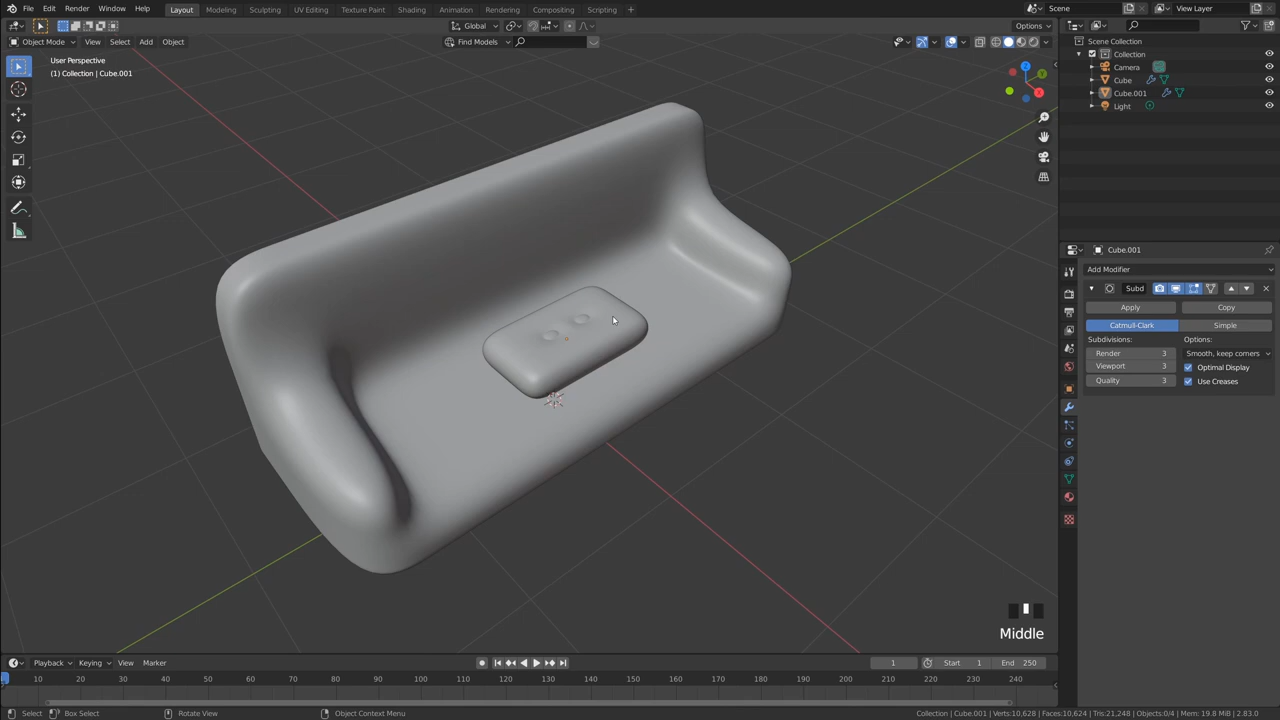 File Edit Render Window Help Layout Modeling Sculpting UV Editing Texture Paint Shading Animation Rendering Compositing Scripting + Scene View Layer
Global Options
Object Mode View Select Add Object Find Models
User Perspective
(1) Collection | Cube.001
Scene Collection
Collection
Camera
Cube
Cube.001
Light
Cube.001
Add Modifier
Subd
Apply Copy
Catmull-Clark Simple
Subdivisions: Options:
Render 3 Smooth, keep corners
Viewport 3 Optimal Display
Quality 3 Use Creases
Z
Y
X
Middle
Playback Keying View Marker 1 Start 1 End 250
10 20 30 40 50 60 70 80 90 100 110 120 130 140 150 160 170 180 190 200 210 220 230 240
Select Box Select Rotate View Object Context Menu Collection | Cube.001 | Verts:10,628 | Faces:10,624 | Tris:21,248 | Objects:0/4 | Mem: 19.8 MiB | 2.83.0